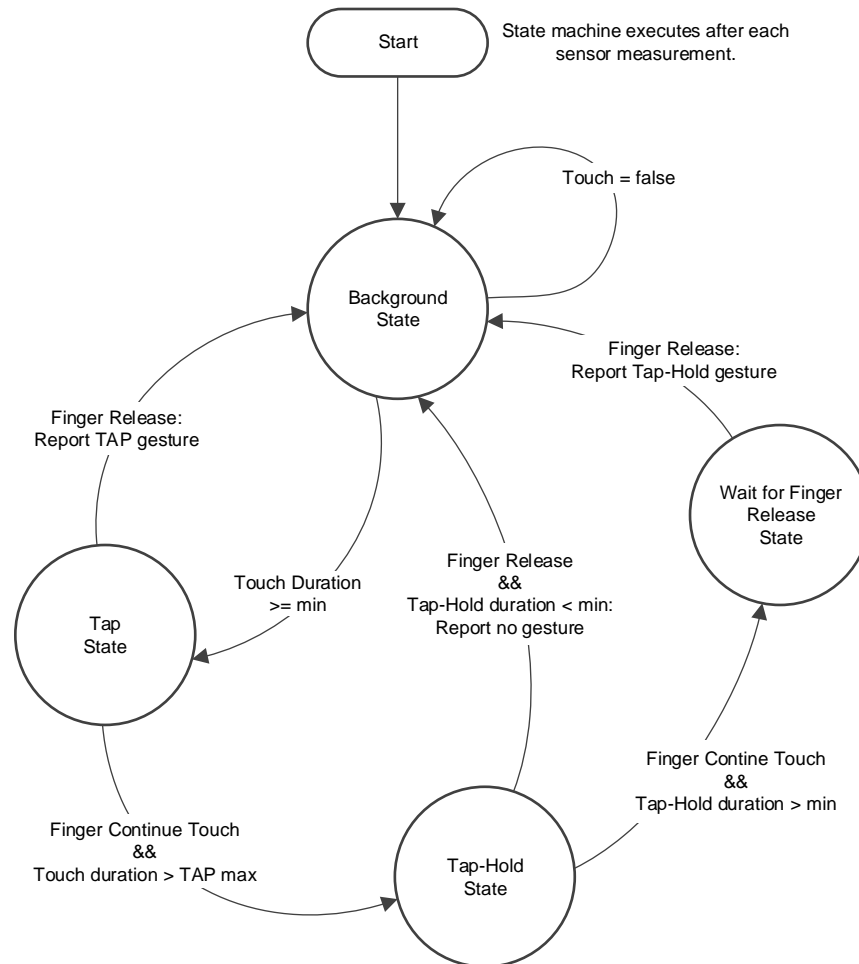 Start
State machine executes after each
sensor measurement.
Touch = false
Background
State
Finger Release:
Report Tap-Hold gesture
Finger Release:
Report TAP gesture
Wait for Finger
Release
State
Finger Release
&&
Tap-Hold duration < min:
Report no gesture
Touch Duration
>= min
Tap
State
Finger Contine Touch
&&
Tap-Hold duration > min
Finger Continue Touch
&&
Touch duration > TAP max
Tap-Hold
State